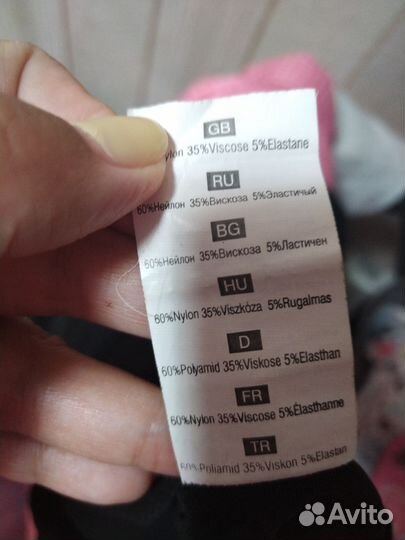 GB
ylon 35%Viscose 5%Elastane
RU
60%Нейлон 35%Вискоза 5%Эластичый
BG
60%Нейлон 35%Вискоза 5%Ластичен
HU
60%Nylon 35%Viszkóza 5%Rugalmas
D
60%Polyamid 35%Viskose 5%Elasthan
FR
60%Nylon 35%Viscose 5%Élasthanne
TR
60%Poliamid 35%Viskon 5%Elastan
Avito